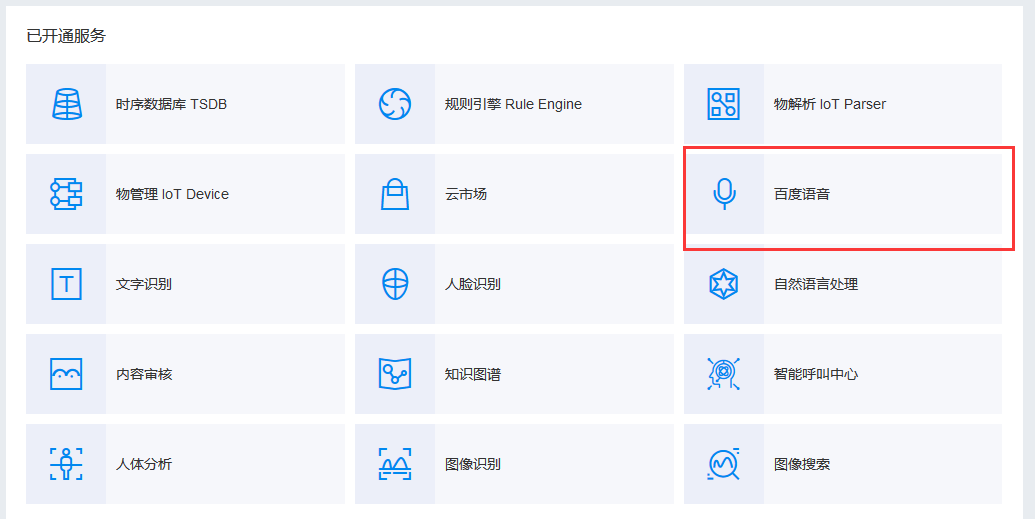 已开通服务
时序数据库 TSDB
规则引擎 Rule Engine
物解析 IoT Parser
物管理 IoT Device
云市场
百度语音
文字识别
人脸识别
自然语言处理
内容审核
知识图谱
智能呼叫中心
人体分析
图像识别
图像搜索